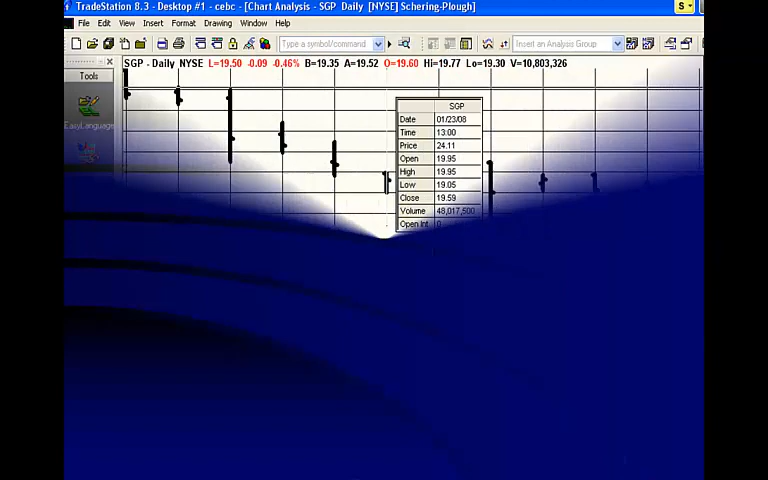 TradeStation 8.3 - Desktop #1 - cebc - [Chart Analysis - SGP Daily [NYSE] Schering-Plough]
S
File Edit View Insert Format Drawing Window Help
Type a symbol/command Insert an Analysis Group
Tools SGP - Daily NYSE L=19.50 -0.09 -0.46% B=19.35 A=19.52 O=19.60 Hi=19.77 Lo=19.30 V=10,803,326
EasyLanguage
SGP
Date 01/23/08
Time 13:00
Price 24.11
Open 19.95
High 19.95
Low 19.05
Close 19.59
Volume 48,017,500
Open Int 0